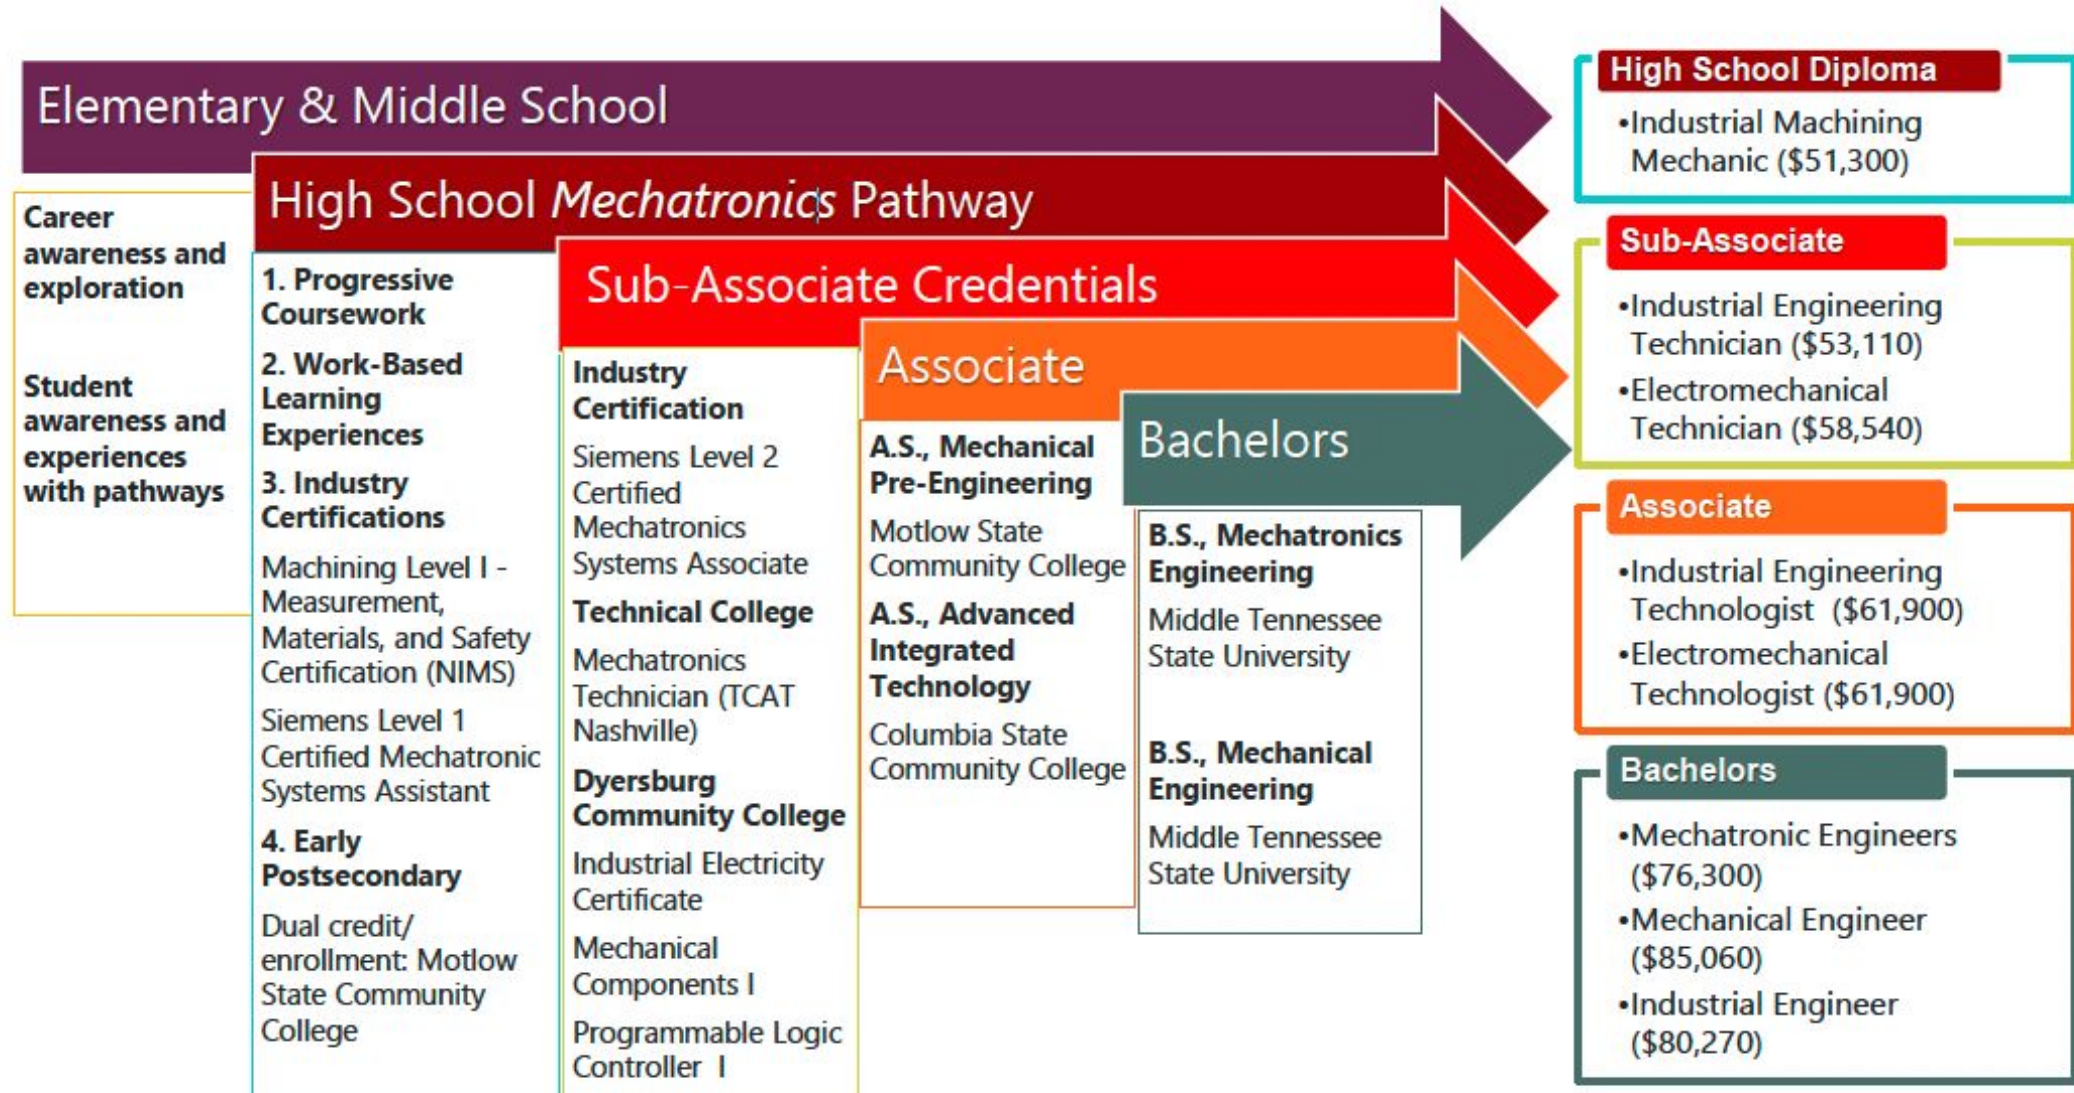 Elementary & Middle School
Career
awareness and
exploration
Student
awareness and
experiences
with pathways
High School Mechatronics Pathway
1. Progressive
Coursework
2. Work-Based
Learning
Experiences
3. Industry
Certifications
Machining Level I -
Measurement,
Materials, and Safety
Certification (NIMS)
Siemens Level 1
Certified Mechatronic
Systems Assistant
4. Early
Postsecondary
Dual credit/
enrollment: Motlow
State Community
College
Sub-Associate Credentials
Industry
Certification
Siemens Level 2
Certified
Mechatronics
Systems Associate
Technical College
Mechatronics
Technician (TCAT
Nashville)
Dyersburg
Community College
Industrial Electricity
Certificate
Mechanical
Components I
Programmable Logic
Controller I
Associate
A.S., Mechanical
Pre-Engineering
Motlow State
Community College
A.S., Advanced
Integrated
Technology
Columbia State
Community College
Bachelors
B.S., Mechatronics
Engineering
Middle Tennessee
State University
B.S., Mechanical
Engineering
Middle Tennessee
State University
High School Diploma
•Industrial Machining
Mechanic ($51,300)
Sub-Associate
•Industrial Engineering
Technician ($53,110)
•Electromechanical
Technician ($58,540)
Associate
•Industrial Engineering
Technologist ($61,900)
•Electromechanical
Technologist ($61,900)
Bachelors
•Mechatronic Engineers
($76,300)
•Mechanical Engineer
($85,060)
•Industrial Engineer
($80,270)